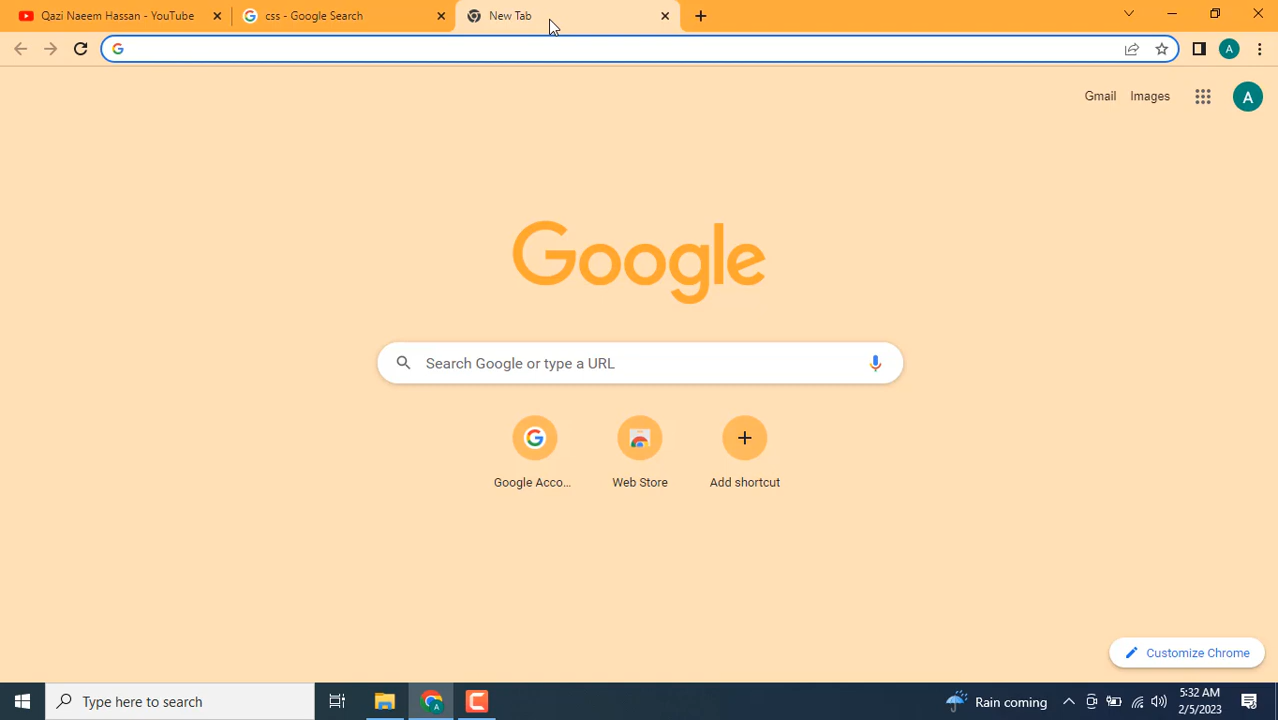 Qazi Naeem Hassan - YouTube
css - Google Search
New Tab
A
Gmail
Images
A
Google
Search Google or type a URL
Google Acco...
Web Store
Add shortcut
Customize Chrome
Type here to search
A
Rain coming
5:32 AM
2/5/2023